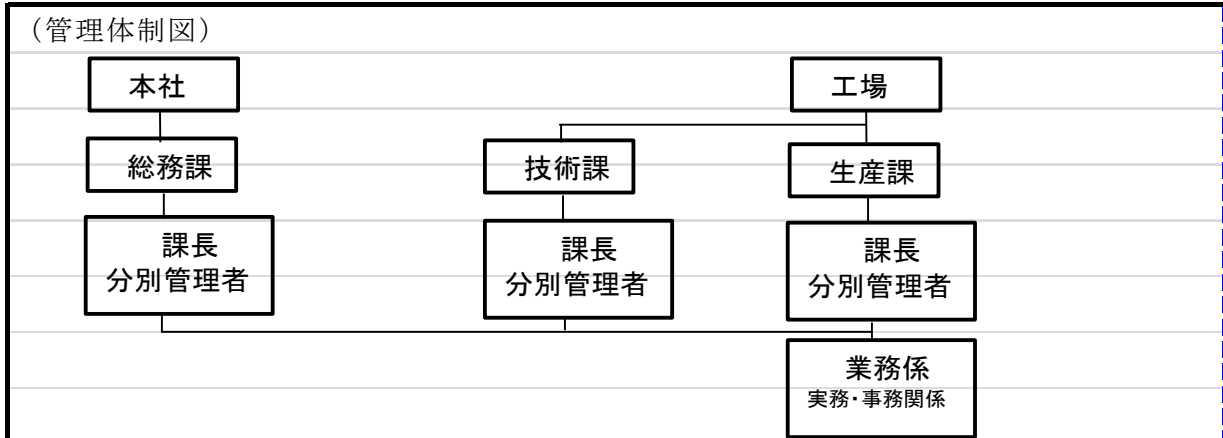 （管理体制図）
本社
工場
総務課
技術課
生産課
課長
分別管理者
課長
分別管理者
課長
分別管理者
業務係
実務・事務関係